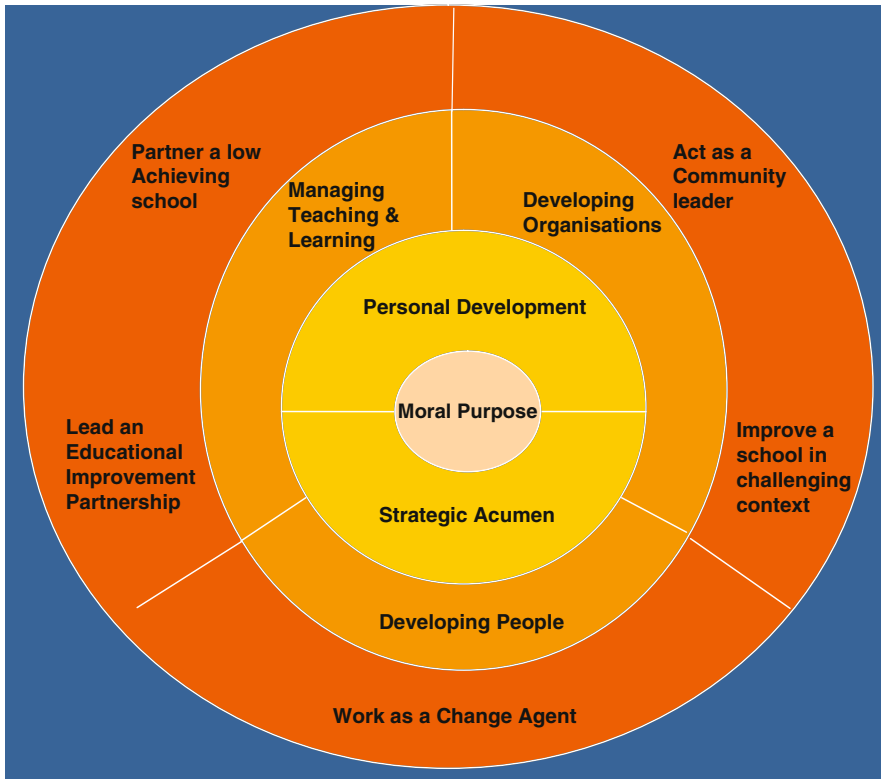 Partner a low
Achieving
school
Act as a
Community
leader
Managing
Teaching &
Learning
Developing
Organisations
Personal Development
Moral Purpose
Lead an
Educational
Improvement
Partnership
Improve a
school in
challenging
context
Strategic Acumen
Developing People
Work as a Change Agent